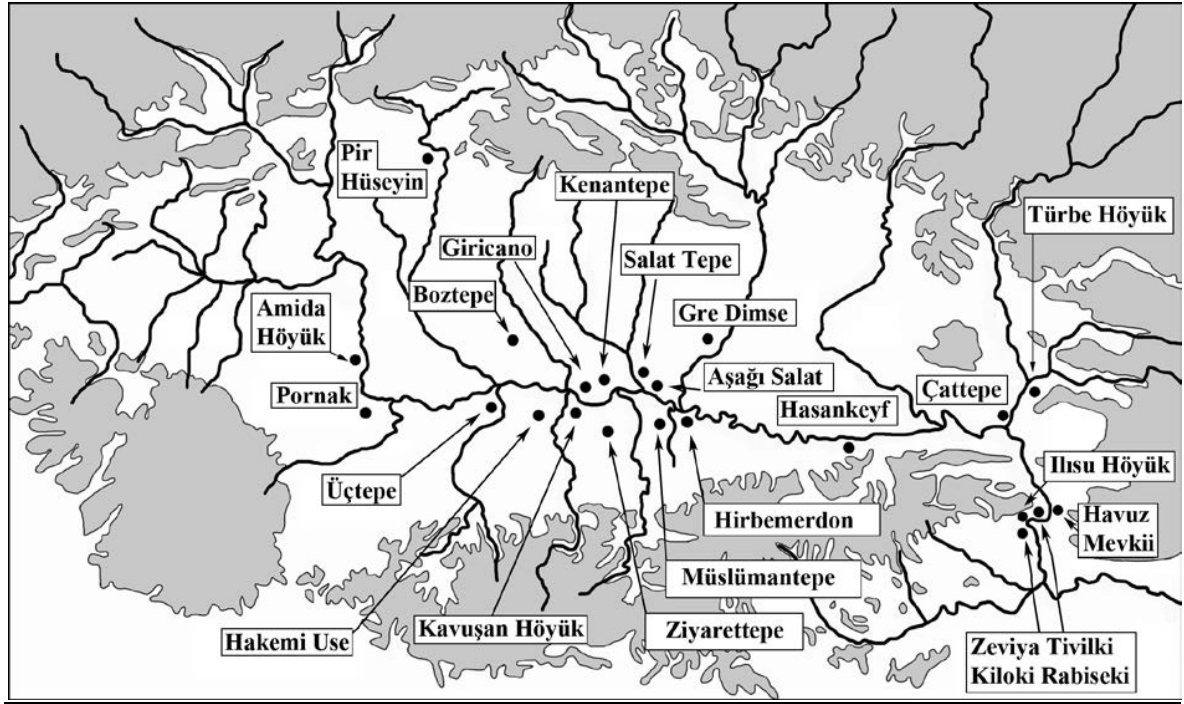 Pir
Hüseyin
Kenantepe
Türbe Höyük
Giricano
Salat Tepe
Boztepe
Gre Dimse
Amida
Höyük
Aşağı Salat
Pornak
Hasankeyf
Çattepe
Ilısu Höyük
Üçtepe
Hirbemerdon
Havuz
Mevkii
Müslümantepe
Hakemi Use
Kavuşan Höyük
Ziyarettepe
Zeviya Tivilki
Kiloki Rabiseki